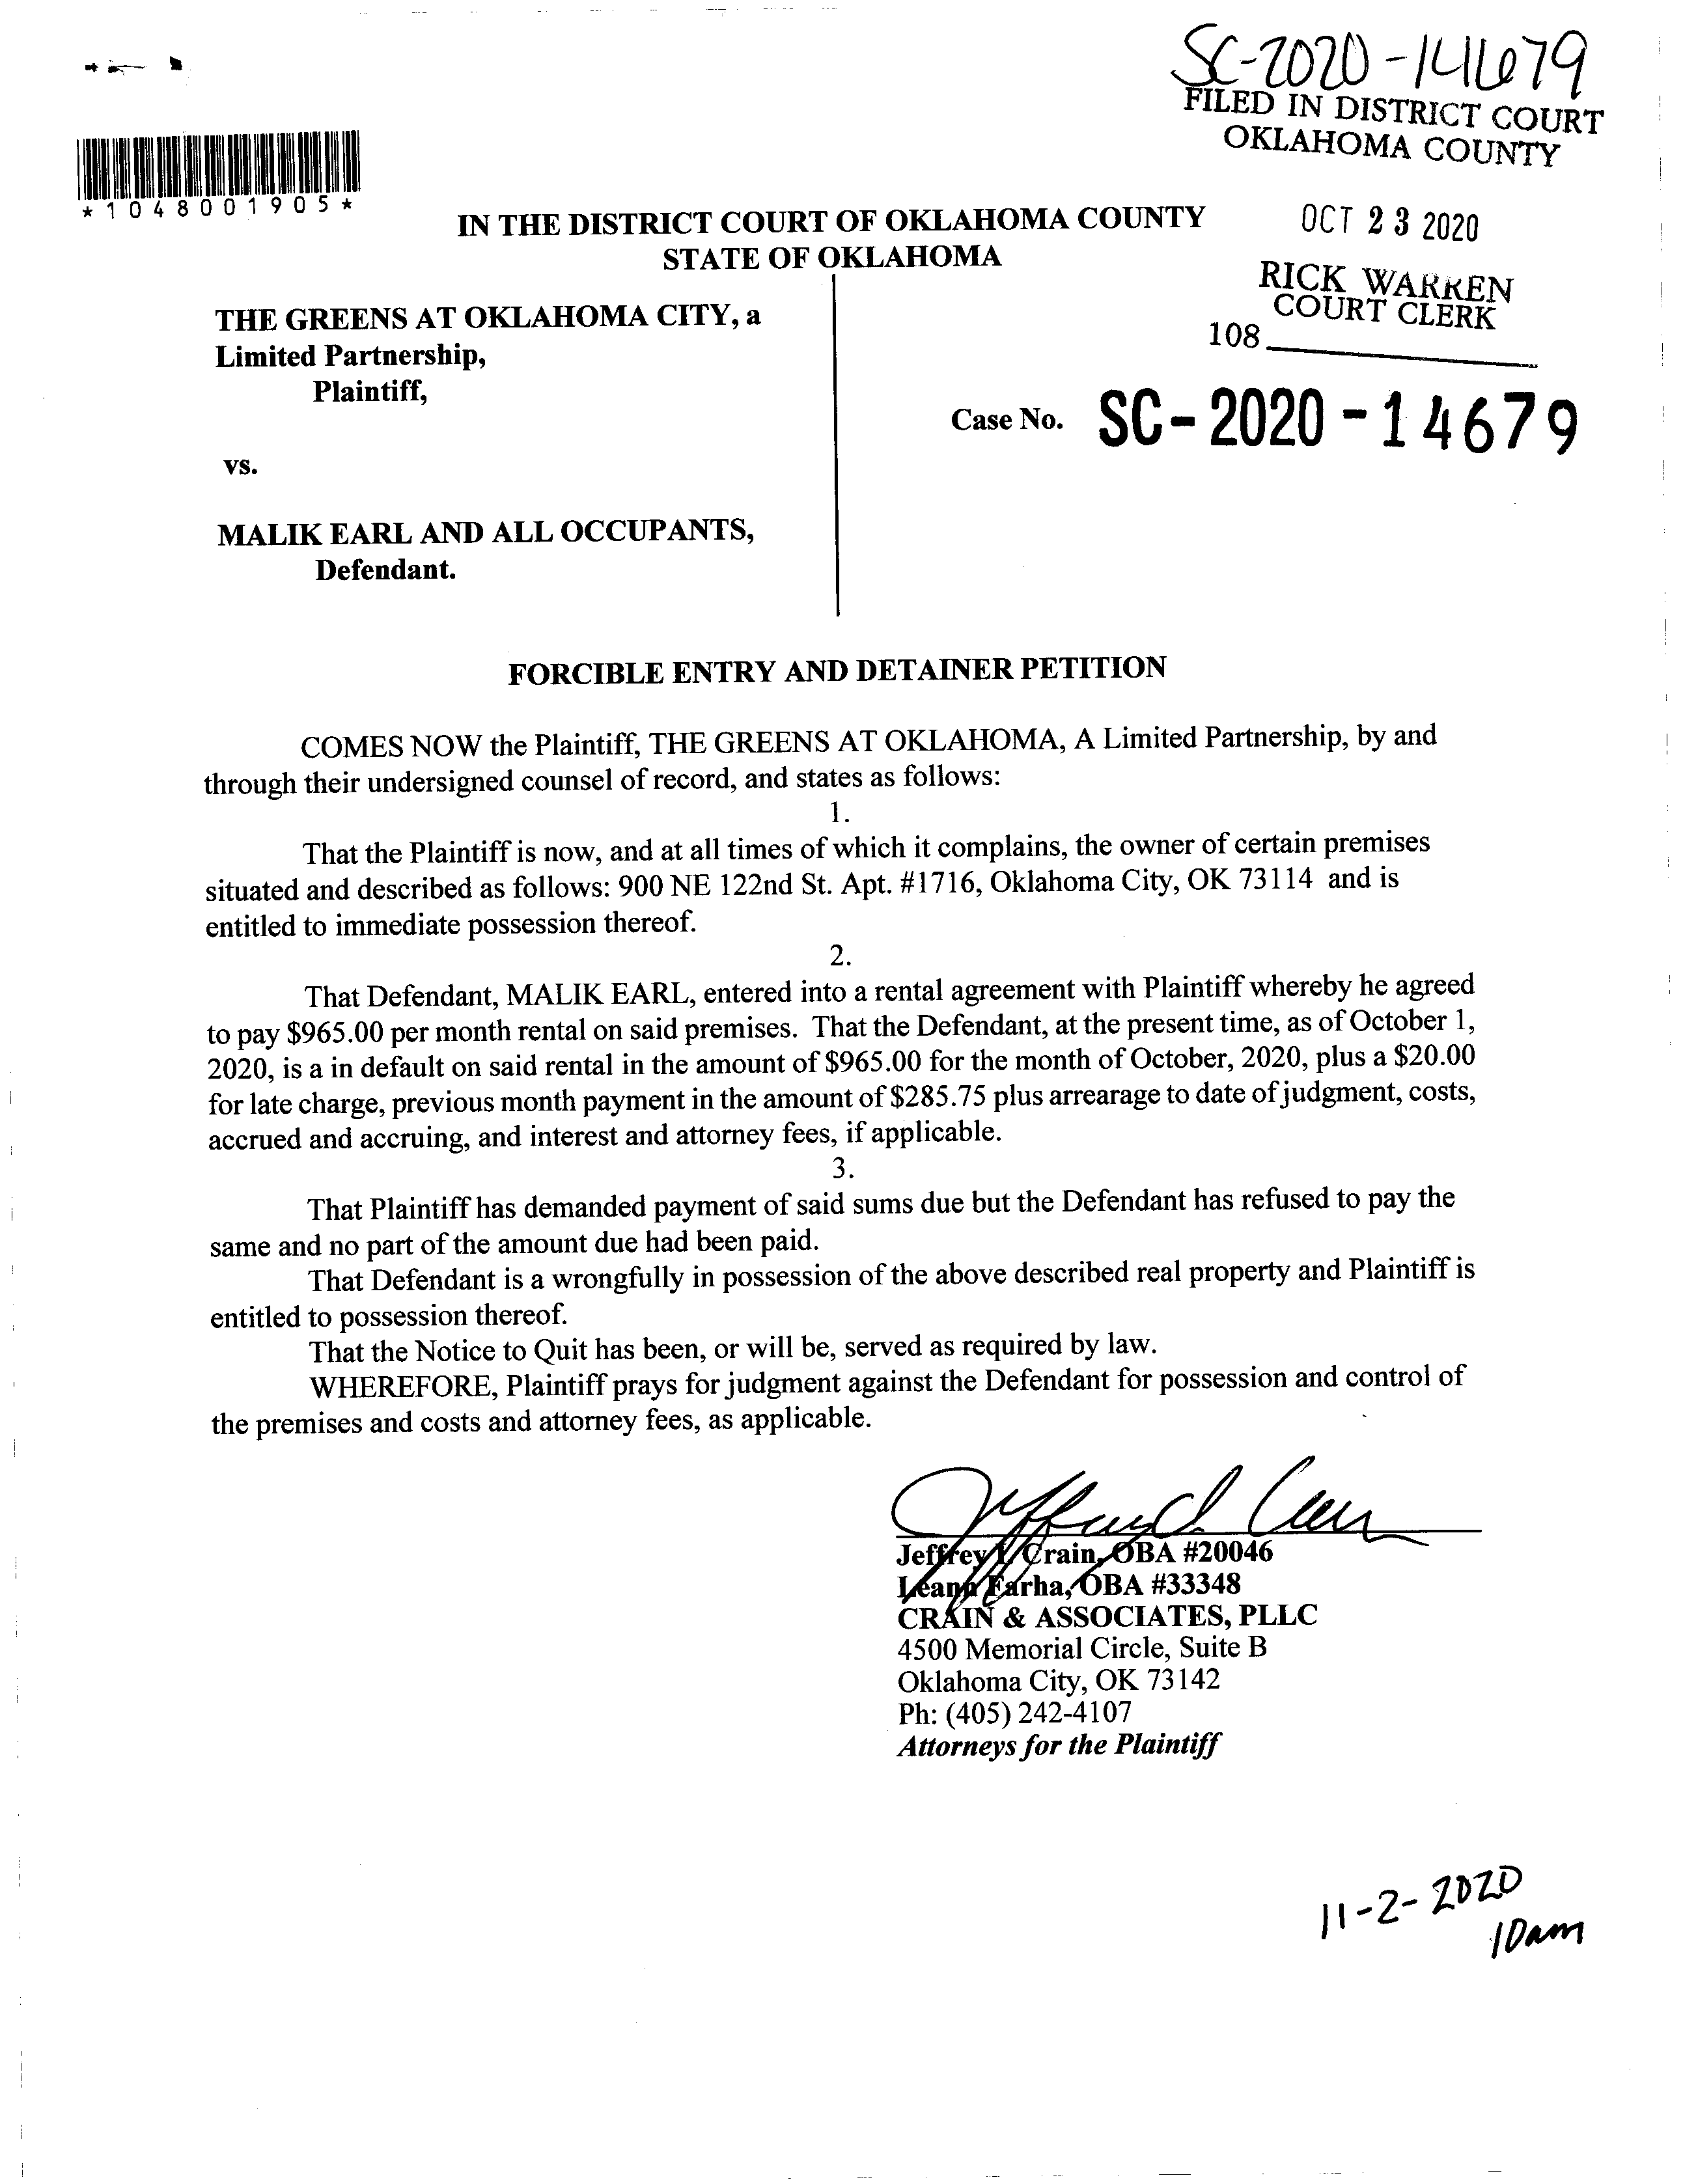 SC-2020-14679
FILED IN DISTRICT COURT
OKLAHOMA COUNTY
*1048001905*
OCT 23 2020
IN THE DISTRICT COURT OF OKLAHOMA COUNTY
STATE OF OKLAHOMA
RICK WARREN
COURT CLERK
108
THE GREENS AT OKLAHOMA CITY, a
Limited Partnership,
Plaintiff,
Case No. SC-2020-14679
vs.
MALIK EARL AND ALL OCCUPANTS,
Defendant.
FORCIBLE ENTRY AND DETAINER PETITION
COMES NOW the Plaintiff, THE GREENS AT OKLAHOMA, A Limited Partnership, by and
through their undersigned counsel of record, and states as follows:
1.
That the Plaintiff is now, and at all times of which it complains, the owner of certain premises
situated and described as follows: 900 NE 122nd St. Apt. #1716, Oklahoma City, OK 73114 and is
entitled to immediate possession thereof.
2.
That Defendant, MALIK EARL, entered into a rental agreement with Plaintiff whereby he agreed
to pay $965.00 per month rental on said premises. That the Defendant, at the present time, as of October 1,
2020, is a in default on said rental in the amount of $965.00 for the month of October, 2020, plus a $20.00
for late charge, previous month payment in the amount of $285.75 plus arrearage to date of judgment, costs,
accrued and accruing, and interest and attorney fees, if applicable.
3.
That Plaintiff has demanded payment of said sums due but the Defendant has refused to pay the
same and no part of the amount due had been paid.
That Defendant is a wrongfully in possession of the above described real property and Plaintiff is
entitled to possession thereof.
That the Notice to Quit has been, or will be, served as required by law.
WHEREFORE, Plaintiff prays for judgment against the Defendant for possession and control of
the premises and costs and attorney fees, as applicable.
Jeffrey Crain, OBA #20046
Leann Farha, OBA #33348
CRAIN & ASSOCIATES, PLLC
4500 Memorial Circle, Suite B
Oklahoma City, OK 73142
Ph: (405) 242-4107
Attorneys for the Plaintiff
11-2-2020
10am